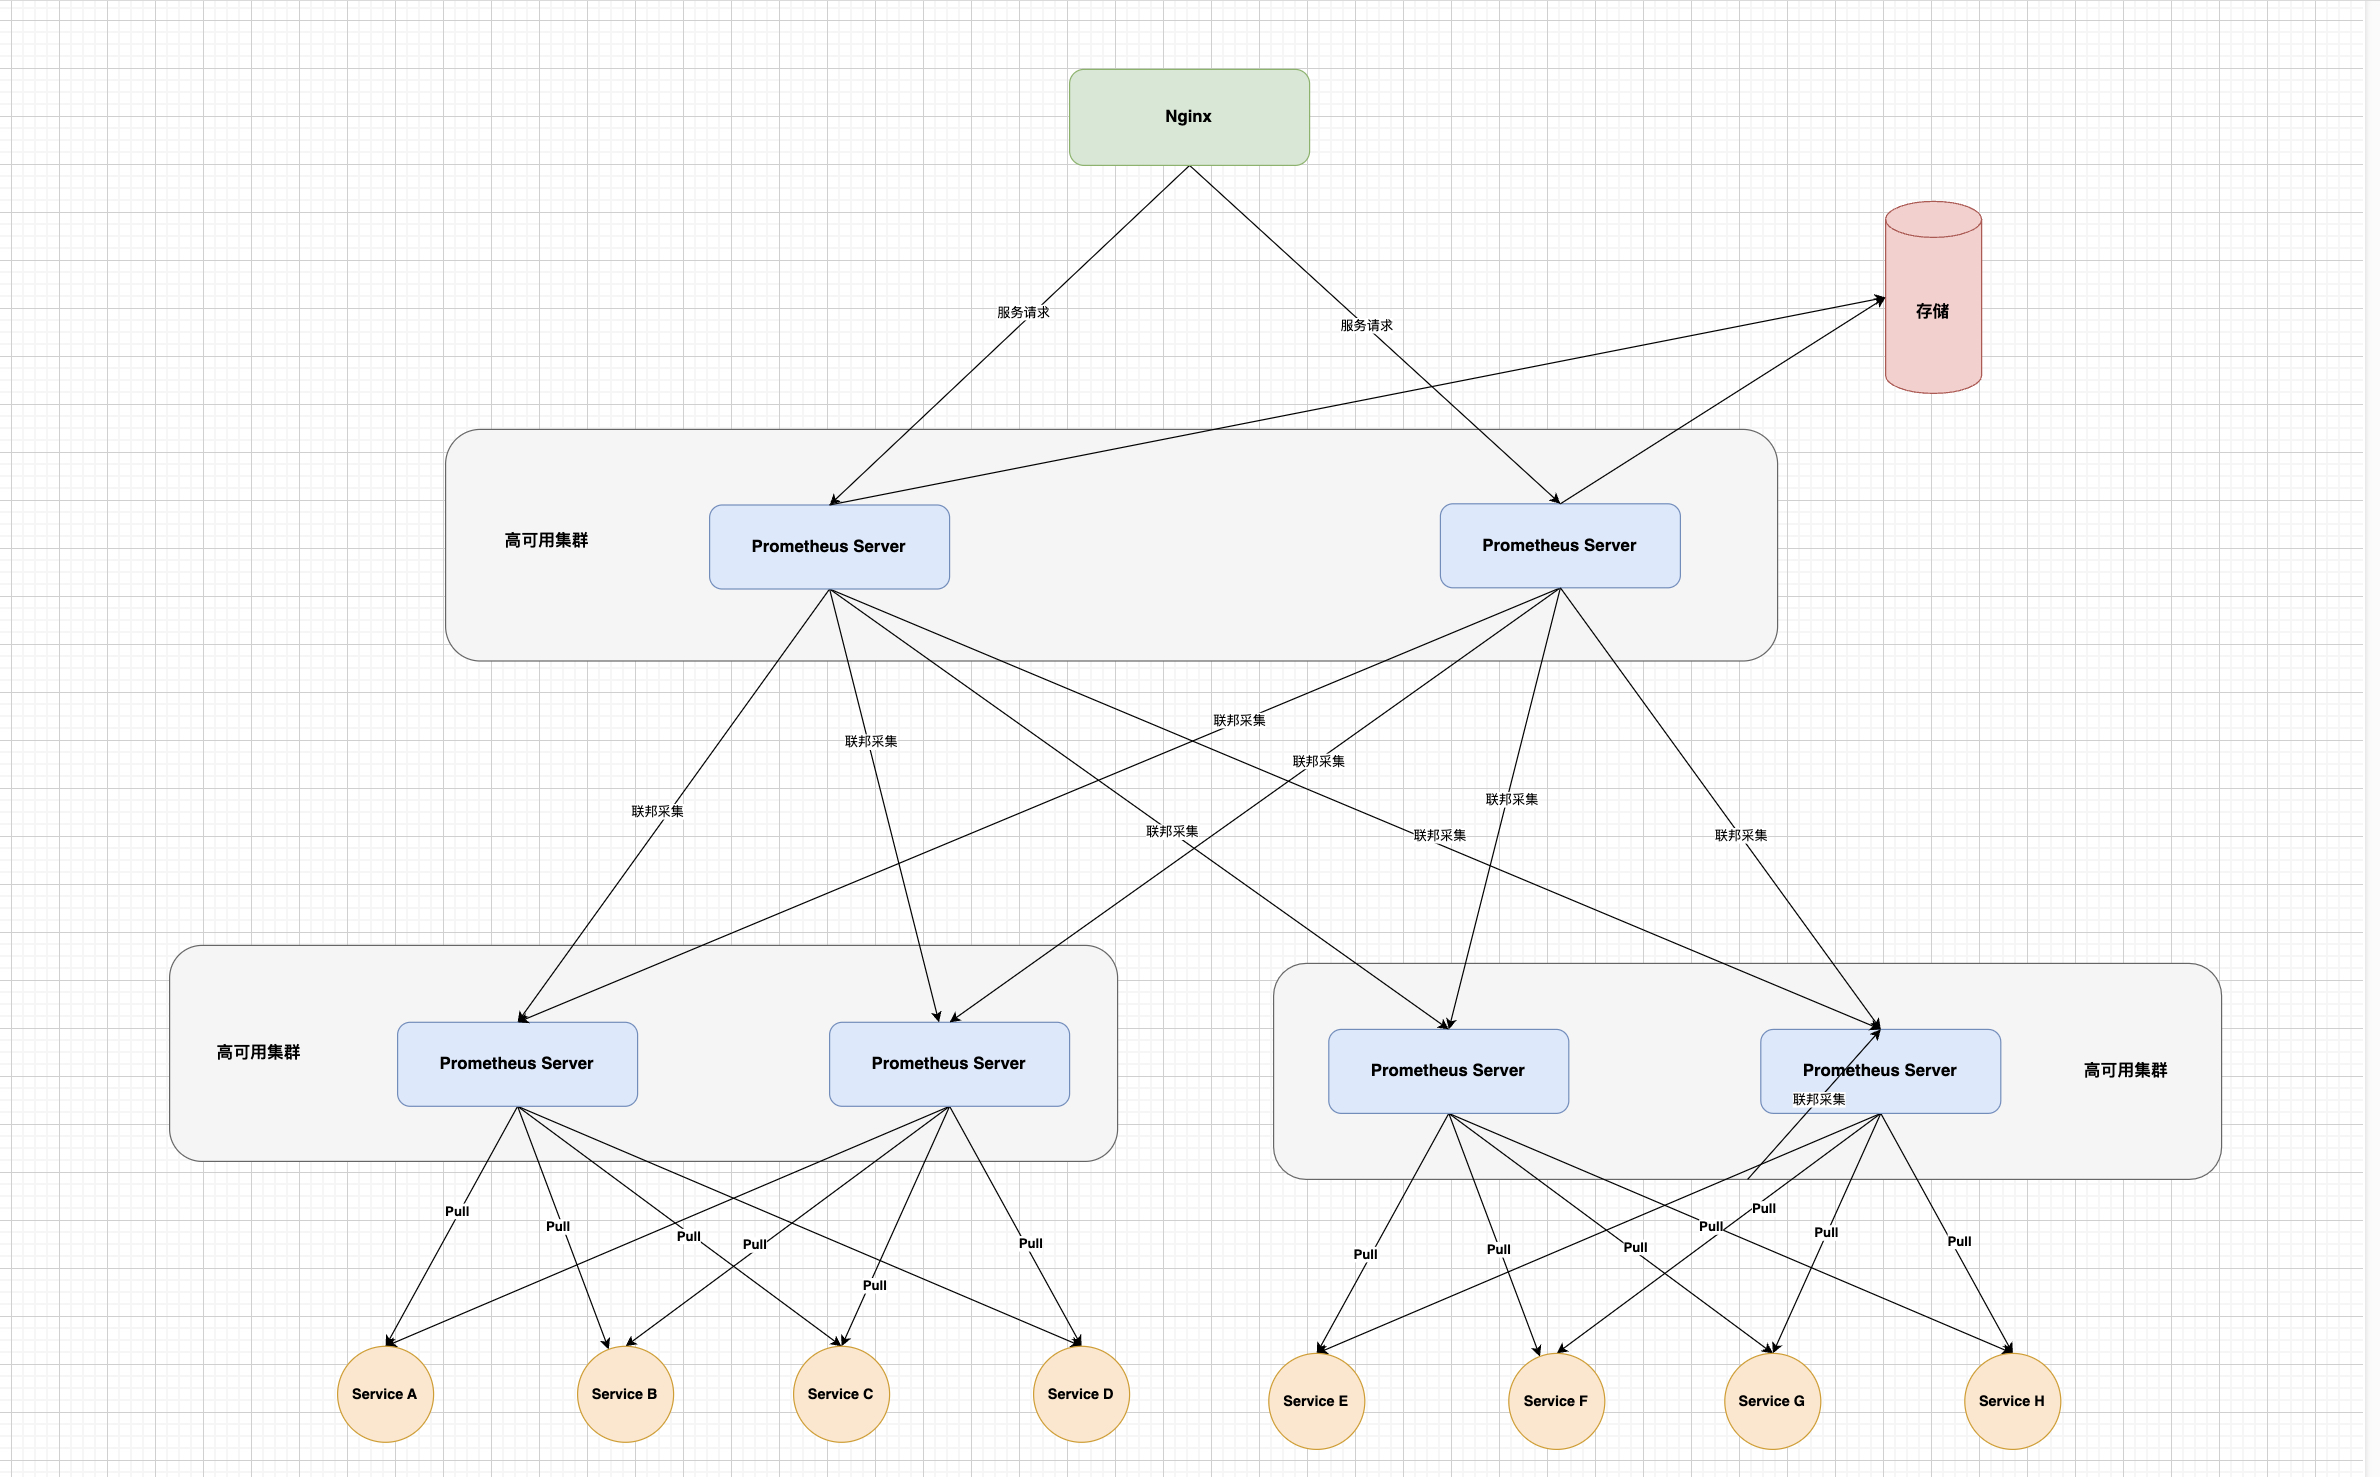 Nginx
存储
服务请求
服务请求
高可用集群
Prometheus Server
Prometheus Server
联邦采集
联邦采集
联邦采集
联邦采集
联邦采集
联邦采集
联邦采集
联邦采集
高可用集群
Prometheus Server
Prometheus Server
Prometheus Server
Prometheus Server
高可用集群
联邦采集
Pull
Pull
Pull
Pull
Pull
Pull
Pull
Pull
Pull
Pull
Pull
Pull
Pull
Service A
Service B
Service C
Service D
Service E
Service F
Service G
Service H